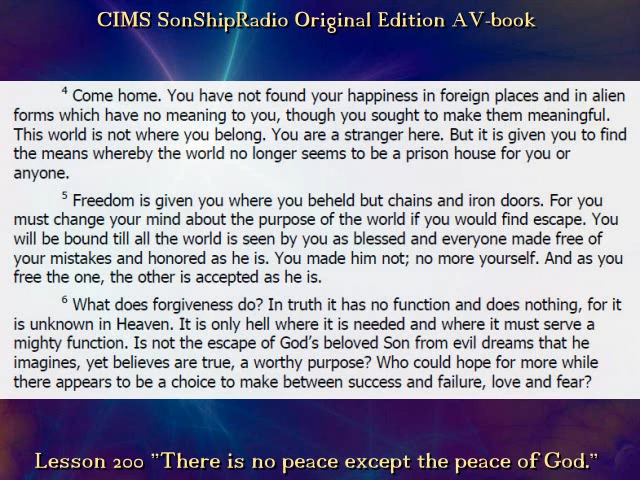 CIMS SonShipRadio Original Edition AV-book
4 Come home. You have not found your happiness in foreign places and in alien
forms which have no meaning to you, though you sought to make them meaningful.
This world is not where you belong. You are a stranger here. But it is given you to find
the means whereby the world no longer seems to be a prison house for you or
anyone.
5 Freedom is given you where you beheld but chains and iron doors. For you
must change your mind about the purpose of the world if you would find escape. You
will be bound till all the world is seen by you as blessed and everyone made free of
your mistakes and honored as he is. You made him not; no more yourself. And as you
free the one, the other is accepted as he is.
6 What does forgiveness do? In truth it has no function and does nothing, for it
is unknown in Heaven. It is only hell where it is needed and where it must serve a
mighty function. Is not the escape of God's beloved Son from evil dreams that he
imagines, yet believes are true, a worthy purpose? Who could hope for more while
there appears to be a choice to make between success and failure, love and fear?
Lesson 200 "There is no peace except the peace of God."